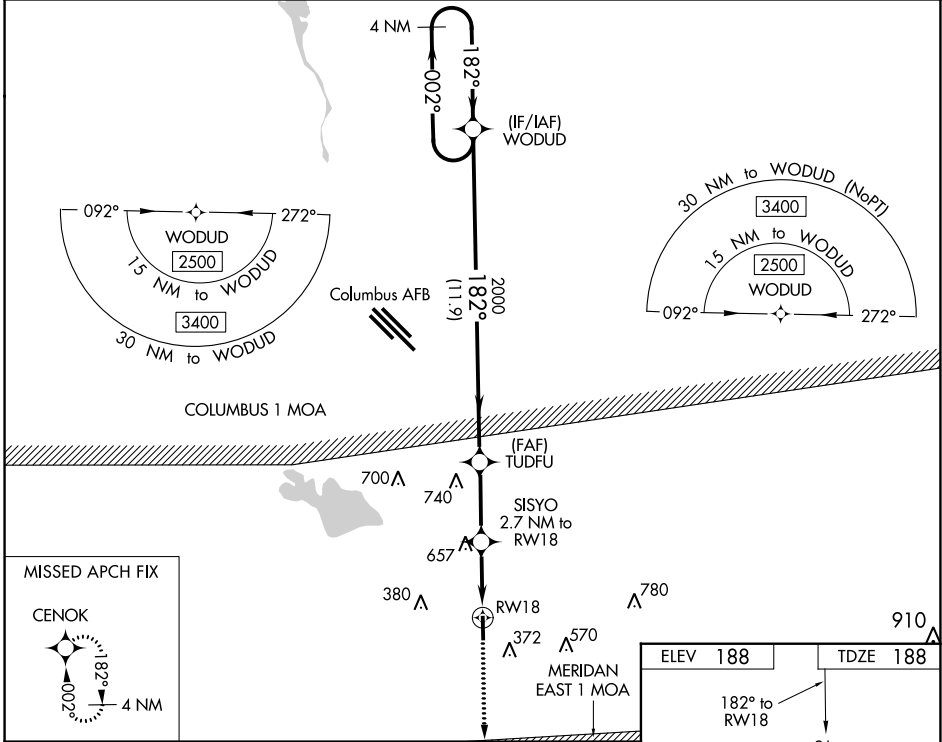 4 NM
182°
002°
(IF/IAF)
WODUD
092°
272°
WODUD
2500
15 NM to WODUD
3400
30 NM to WODUD
30 NM to WODUD (NoPT)
3400
15 NM to WODUD
2500
WODUD
092°
272°
2000
182°
(11.9)
Columbus AFB
COLUMBUS 1 MOA
(FAF)
TUDFU
700
740
SISYO
2.7 NM to
RW18
657
MISSED APCH FIX
CENOK
182°
002°
4 NM
380
RW18
780
372
570
910
MERIDAN
EAST 1 MOA
ELEV 188
TDZE 188
182° to
RW18